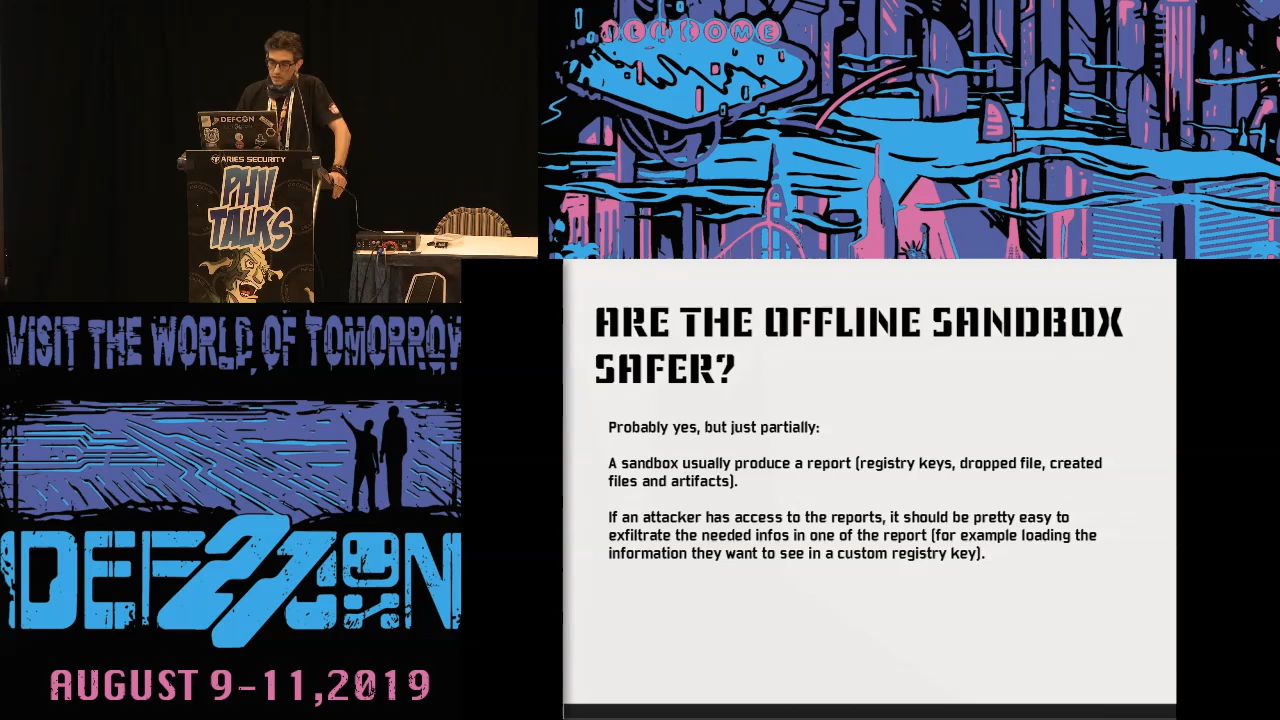 WELCOME
DEFCON
ARIES SECURITY
PHV
TALKS
VISIT THE WORLD OF TOMORROW
DEF CON
27
AUGUST 9-11,2019
ARE THE OFFLINE SANDBOX
SAFER?
Probably yes, but just partially:
A sandbox usually produce a report (registry keys, dropped file, created
files and artifacts).
If an attacker has access to the reports, it should be pretty easy to
exfiltrate the needed infos in one of the report (for example loading the
information they want to see in a custom registry key).